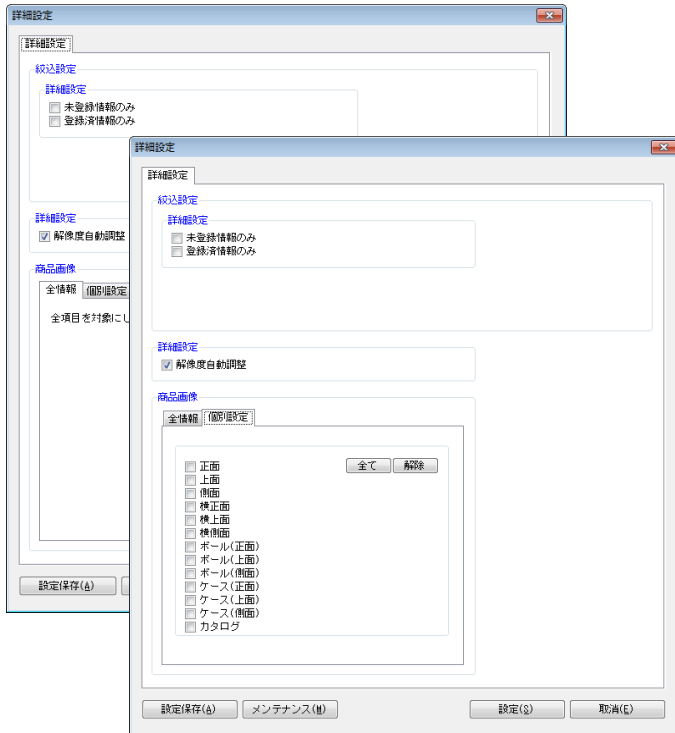 詳細設定
詳細設定
絞込設定
詳細設定
未登録情報のみ
登録済情報のみ
詳細設定
解像度自動調整
商品画像
全情報 個別設定
全項目を対象にし
設定保存(A)
詳細設定
詳細設定
絞込設定
詳細設定
未登録情報のみ
登録済情報のみ
詳細設定
解像度自動調整
商品画像
全情報 個別設定
全て 解除
正面
上面
側面
横正面
横上面
横側面
ボール(正面)
ボール(上面)
ボール(側面)
ケース(正面)
ケース(上面)
ケース(側面)
カタログ
設定保存(A) メンテナンス(M) 設定(S) 取消(E)